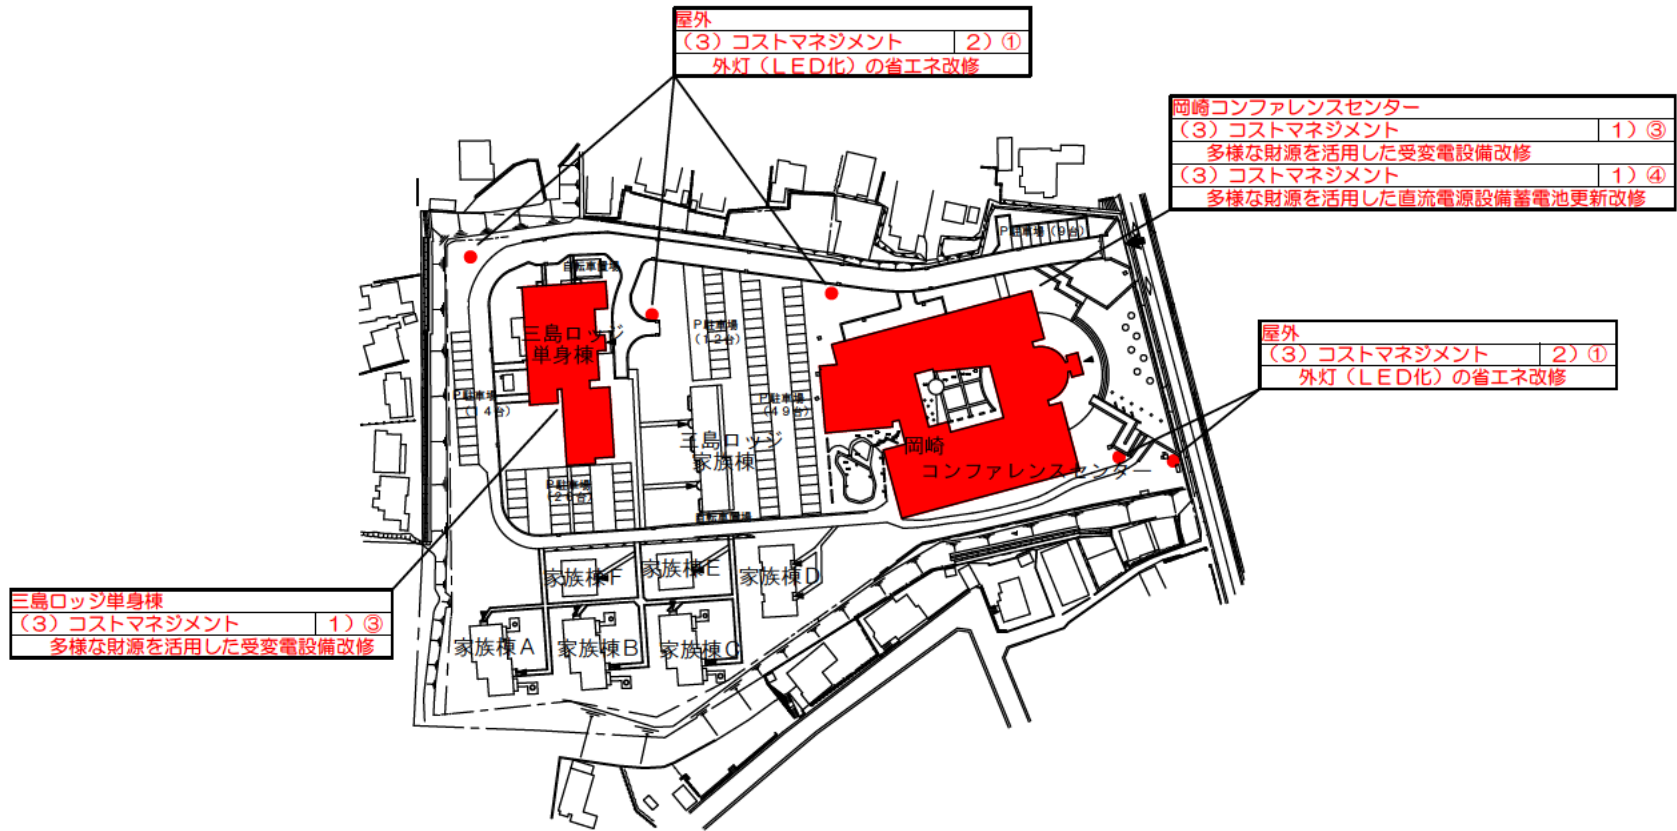 屋外
(3)コストマネジメント 2)①
外灯(LED化)の省エネ改修
岡崎コンファレンスセンター
(3)コストマネジメント 1)③
多様な財源を活用した受変電設備改修
(3)コストマネジメント 1)④
多様な財源を活用した直流電源設備蓄電池更新改修
P駐車場(9台)
自転車置場
三島ロッジ
単身棟
P駐車場
(12台)
屋外
(3)コストマネジメント 2)①
外灯(LED化)の省エネ改修
P駐車場
(14台)
P駐車場
(49台)
三島ロッジ
家族棟
岡崎
コンファレンスセンター
P駐車場
(26台)
自転車置場
家族棟F
家族棟E
家族棟D
三島ロッジ単身棟
(3)コストマネジメント 1)③
多様な財源を活用した受変電設備改修
家族棟A
家族棟B
家族棟C